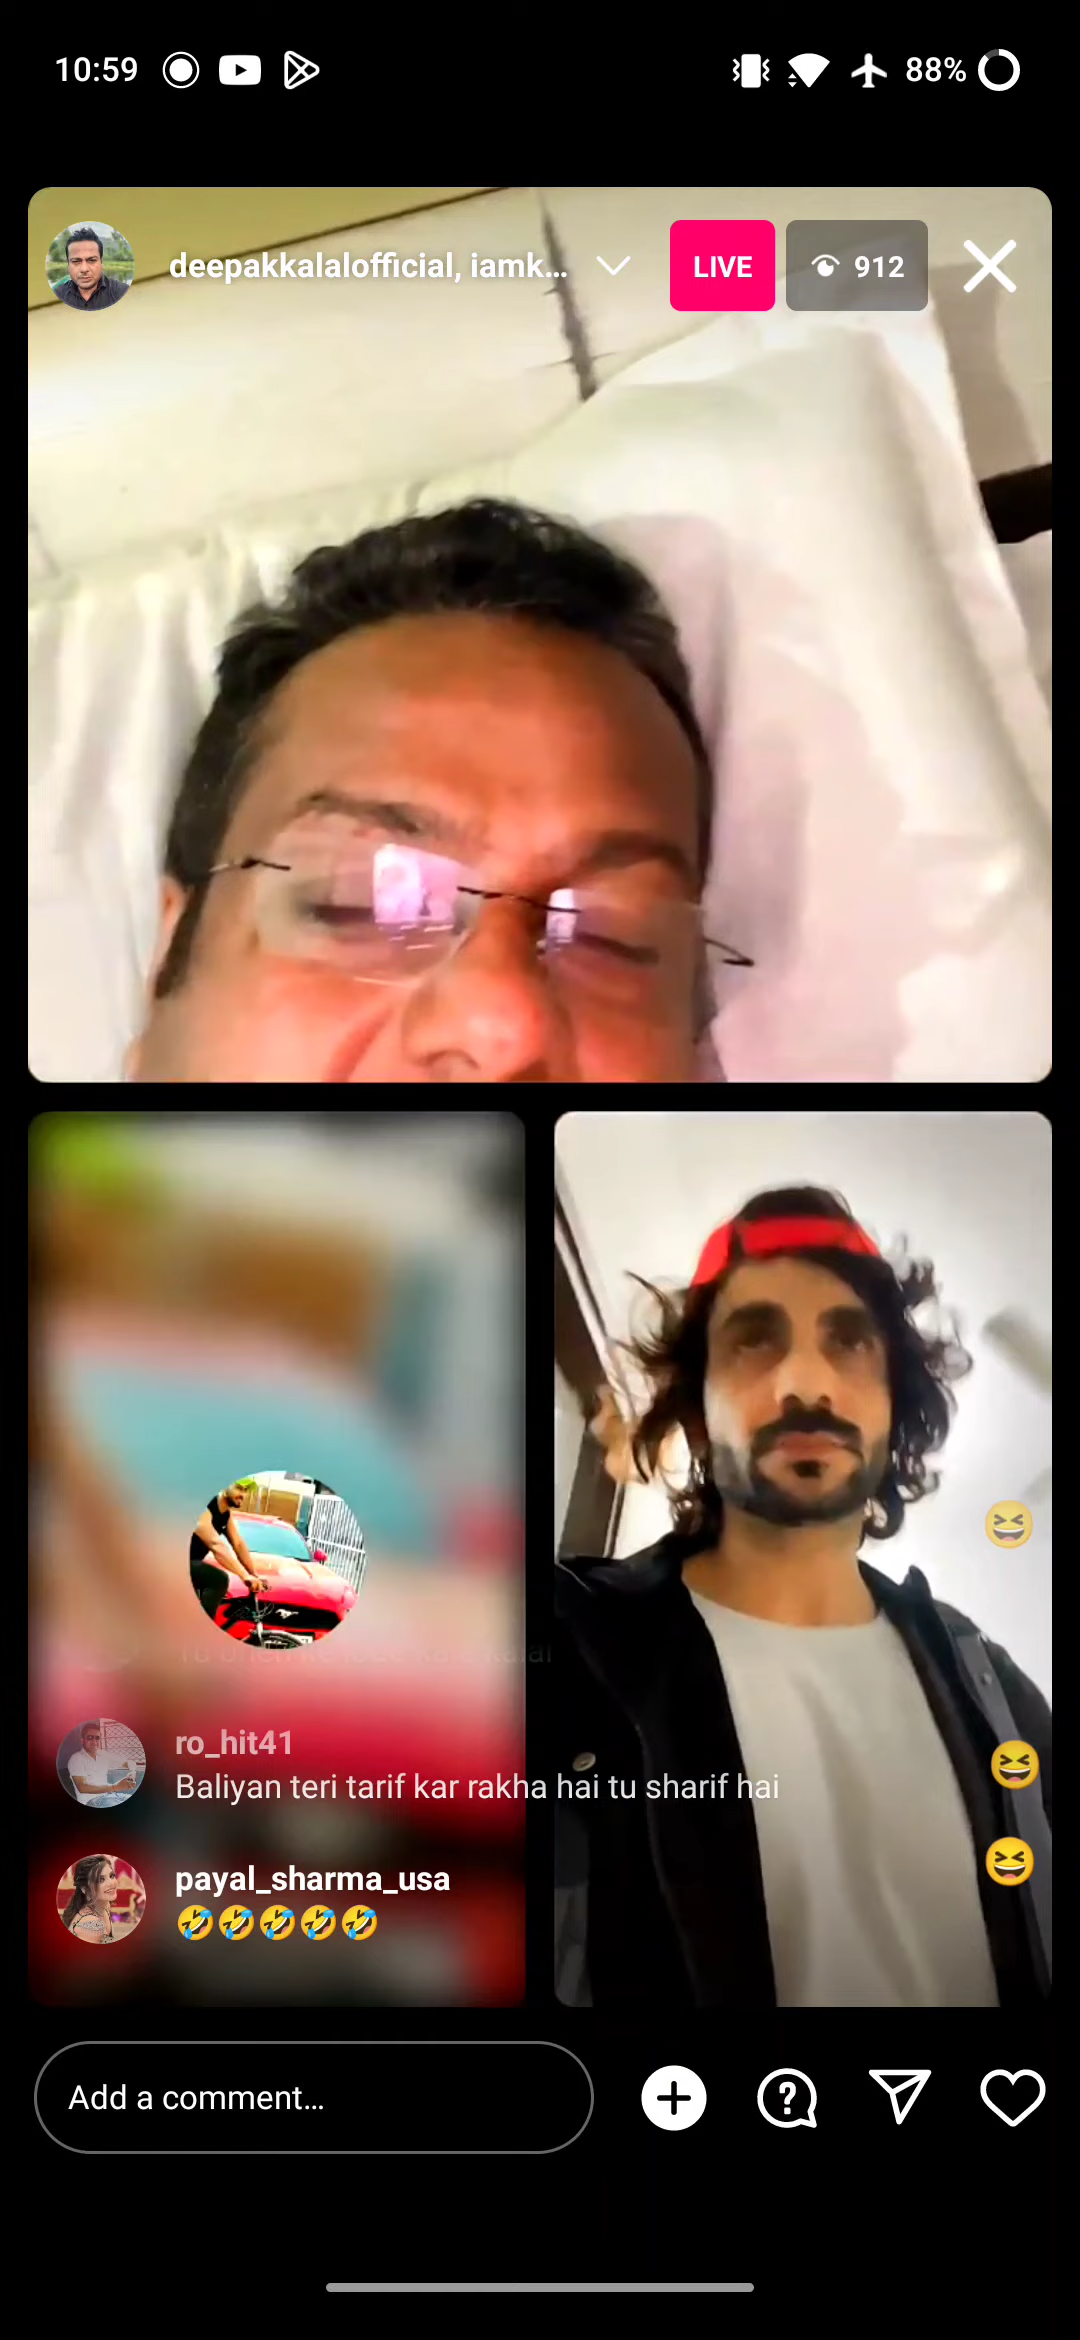 10:59 88%
deepakkalalofficial, iamk... LIVE 912
ro_hit41
Baliyan teri tarif kar rakha hai tu sharif hai
payal_sharma_usa
🤣🤣🤣🤣🤣
Add a comment...